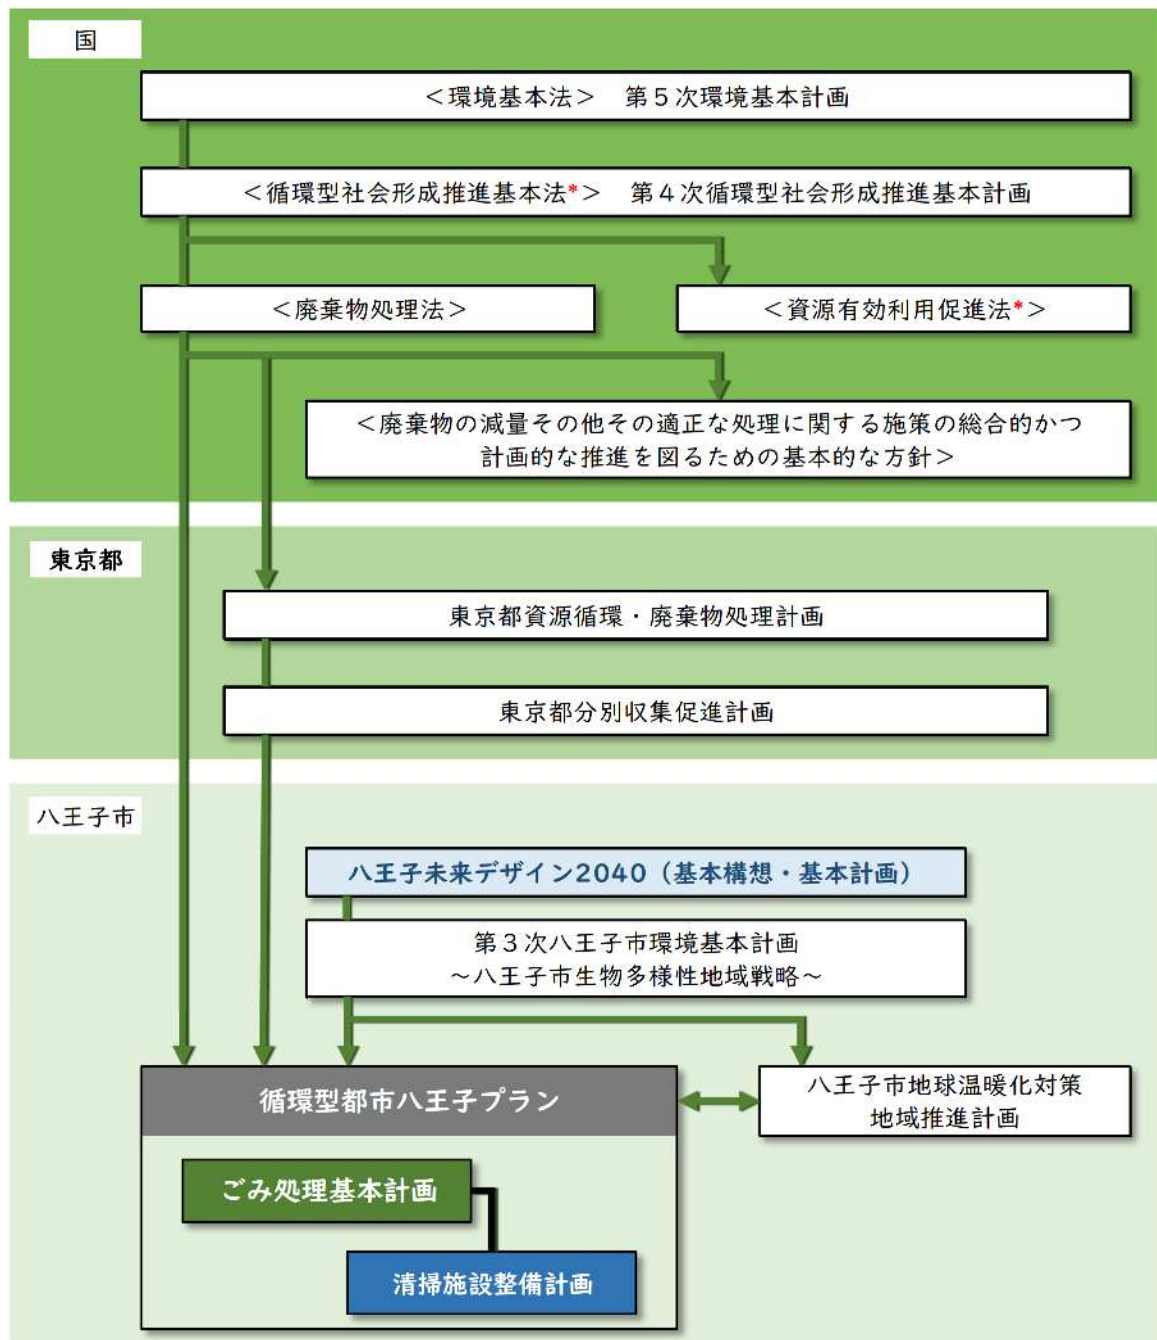 国
＜環境基本法＞　第５次環境基本計画
＜循環型社会形成推進基本法*＞　第４次循環型社会形成推進基本計画
＜廃棄物処理法＞
＜資源有効利用促進法*＞
＜廃棄物の減量その他その適正な処理に関する施策の総合的かつ
計画的な推進を図るための基本的な方針＞
東京都
東京都資源循環・廃棄物処理計画
東京都分別収集促進計画
八王子市
八王子未来デザイン2040（基本構想・基本計画）
第３次八王子市環境基本計画
～八王子市生物多様性地域戦略～
循環型都市八王子プラン
八王子市地球温暖化対策
地域推進計画
ごみ処理基本計画
清掃施設整備計画